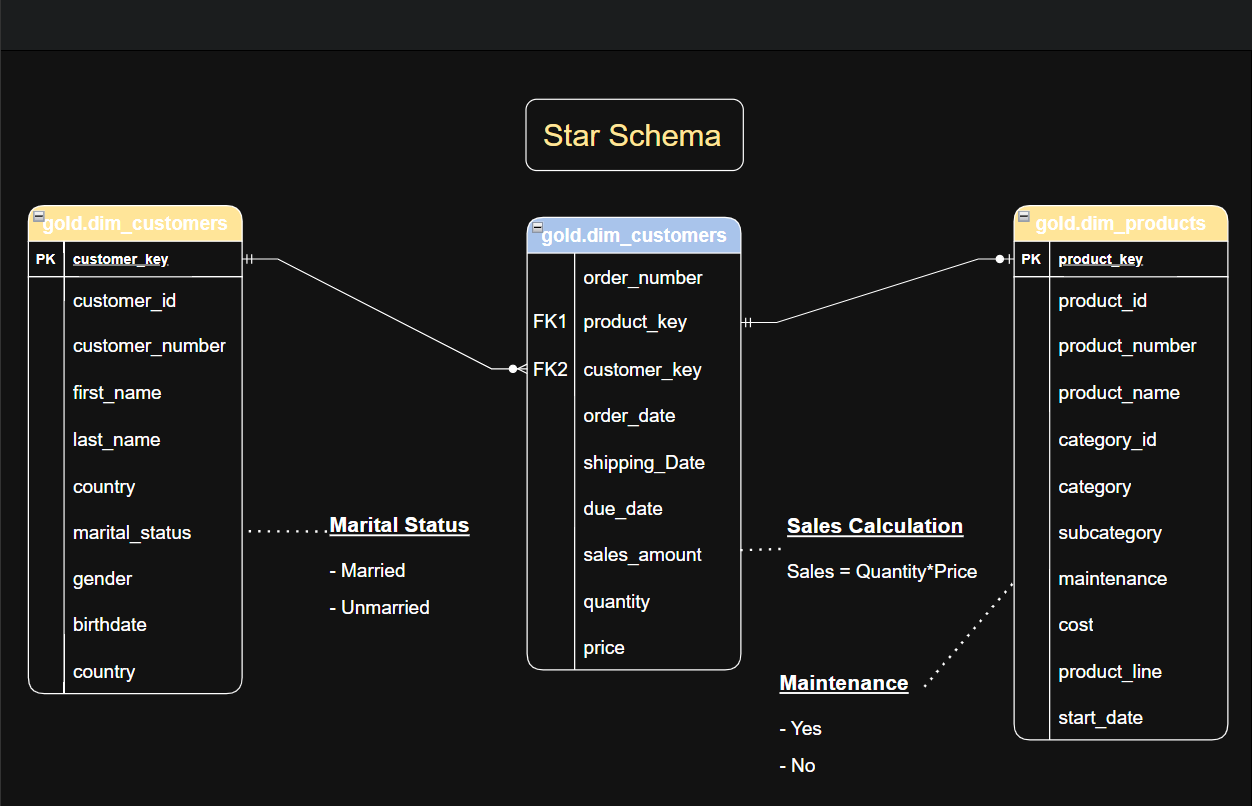 Star Schema
gold.dim_customers
PK customer_key
customer_id
customer_number
first_name
last_name
country
marital_status
gender
birthdate
country
Marital Status
- Married
- Unmarried
gold.dim_customers
order_number
FK1 product_key
FK2 customer_key
order_date
shipping_Date
due_date
sales_amount
quantity
price
Sales Calculation
Sales = Quantity*Price
Maintenance
- Yes
- No
gold.dim_products
PK product_key
product_id
product_number
product_name
category_id
category
subcategory
maintenance
cost
product_line
start_date